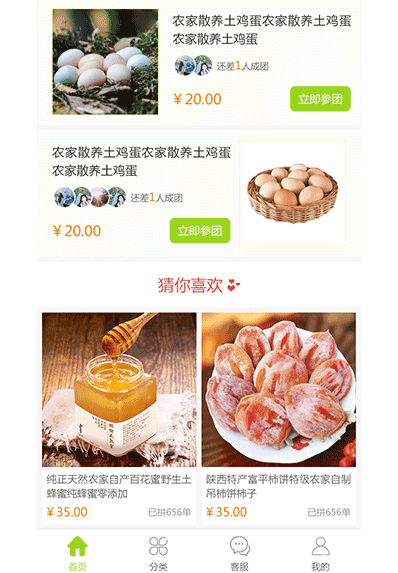 农家散养土鸡蛋农家散养土鸡蛋
农家散养土鸡蛋
还差1人成团
¥20.00
立即参团
农家散养土鸡蛋农家散养土鸡蛋
农家散养土鸡蛋
还差1人成团
¥20.00
立即参团
猜你喜欢
纯正天然农家自产百花蜜野生土
蜂蜜纯蜂蜜零添加
¥35.00
已拼656单
陕西特产富平柿饼特级农家自制
吊柿饼柿子
¥35.00
已拼656单
首页
分类
客服
我的